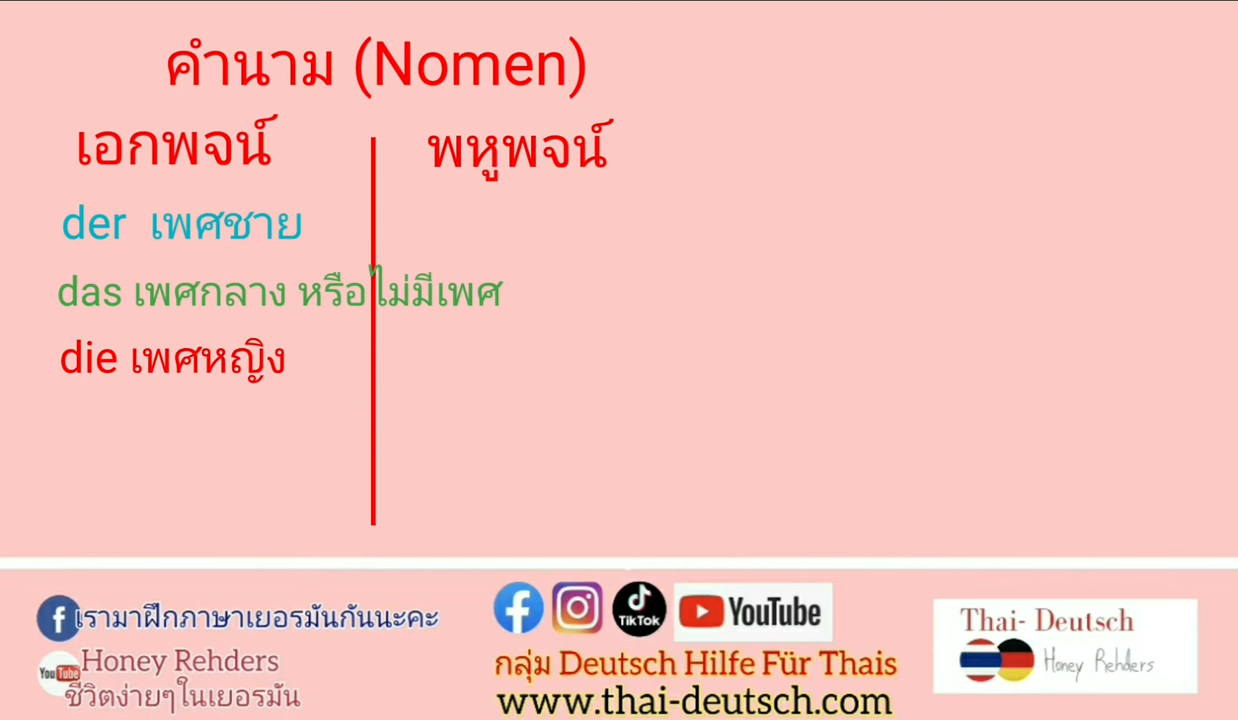 คำนาม (Nomen)
เอกพจน์
พหูพจน์
der เพศชาย
das เพศกลาง หรือไม่มีเพศ
die เพศหญิง
เรามาฝึกภาษาเยอรมันกันนะคะ
YouTube Honey Rehders
ชีวิตง่ายๆในเยอรมัน
TikTok
YouTube
กลุ่ม Deutsch Hilfe Für Thais
www.thai-deutsch.com
Thai- Deutsch
Honey Rehders